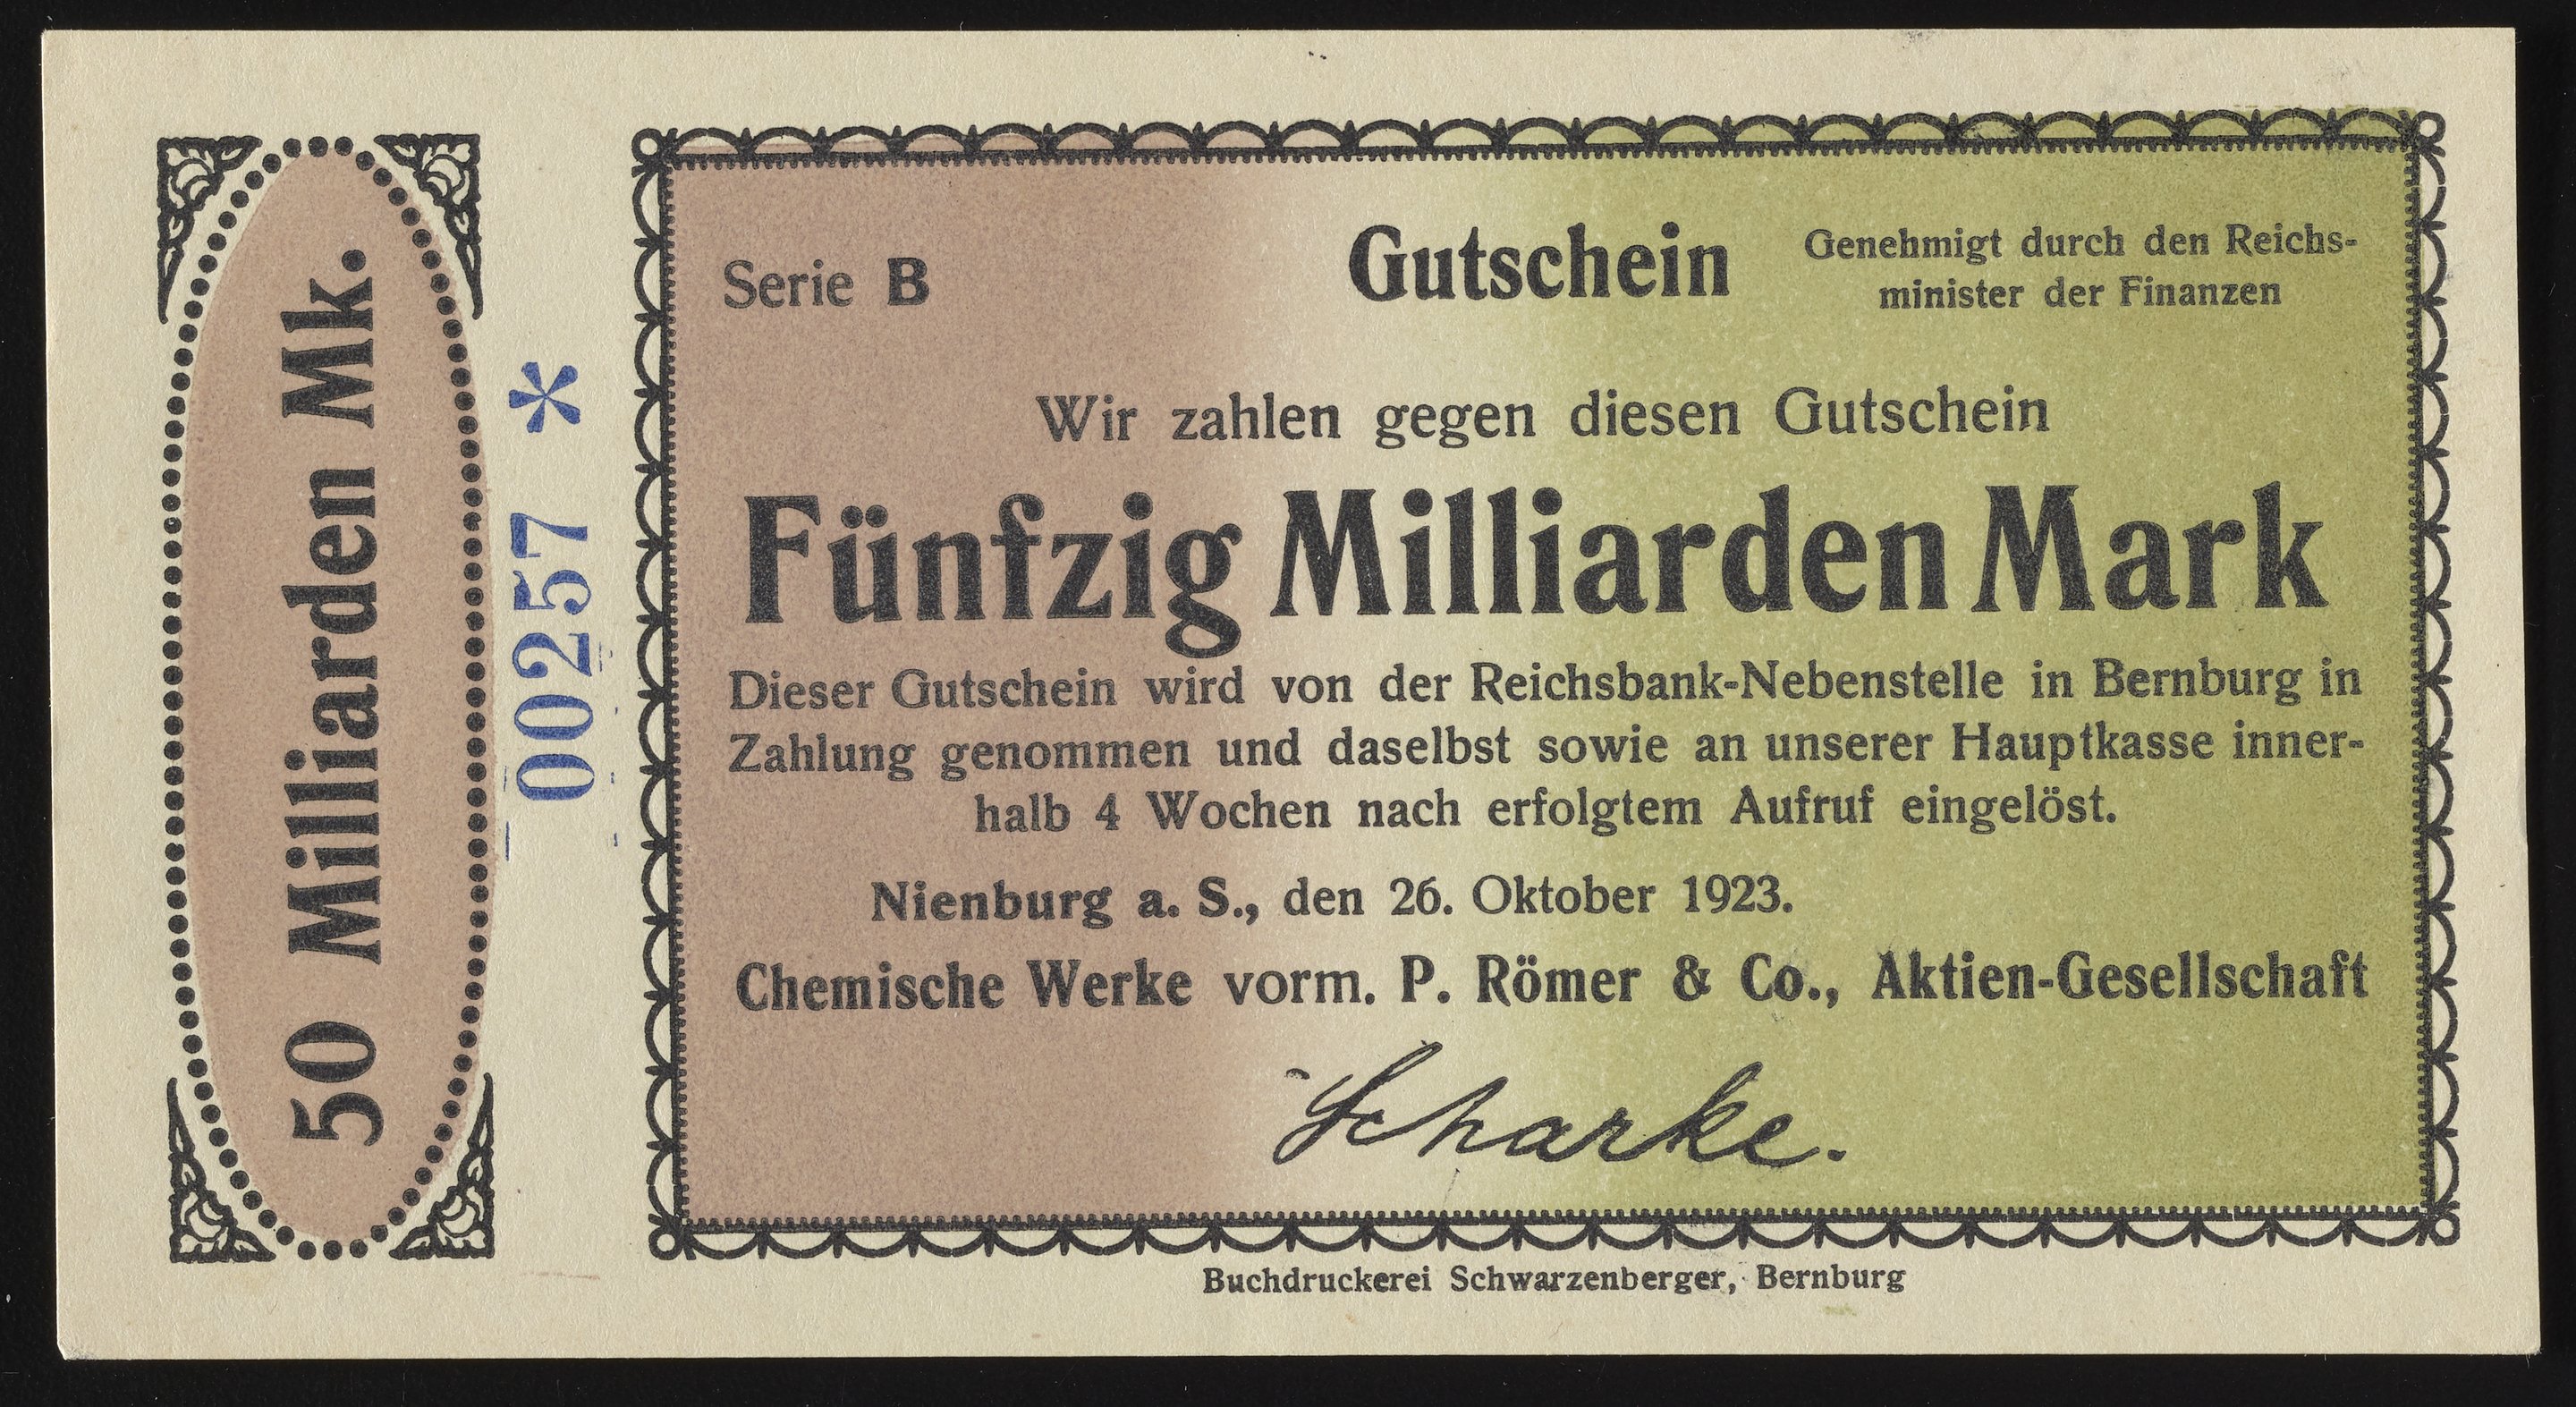 50 Milliarden Mk.
00257 *
Serie B
Gutschein
Genehmigt durch den Reichs-
minister der Finanzen
Wir zahlen gegen diesen Gutschein
Fünfzig Milliarden Mark
Dieser Gutschein wird von der Reichsbank-Nebenstelle in Bernburg in
Zahlung genommen und daselbst sowie an unserer Hauptkasse inner-
halb 4 Wochen nach erfolgtem Aufruf eingelöst.
Nienburg a. S., den 26. Oktober 1923.
Chemische Werke vorm. P. Römer & Co., Aktien-Gesellschaft
Scharke.
Buchdruckerei Schwarzenberger, Bernburg